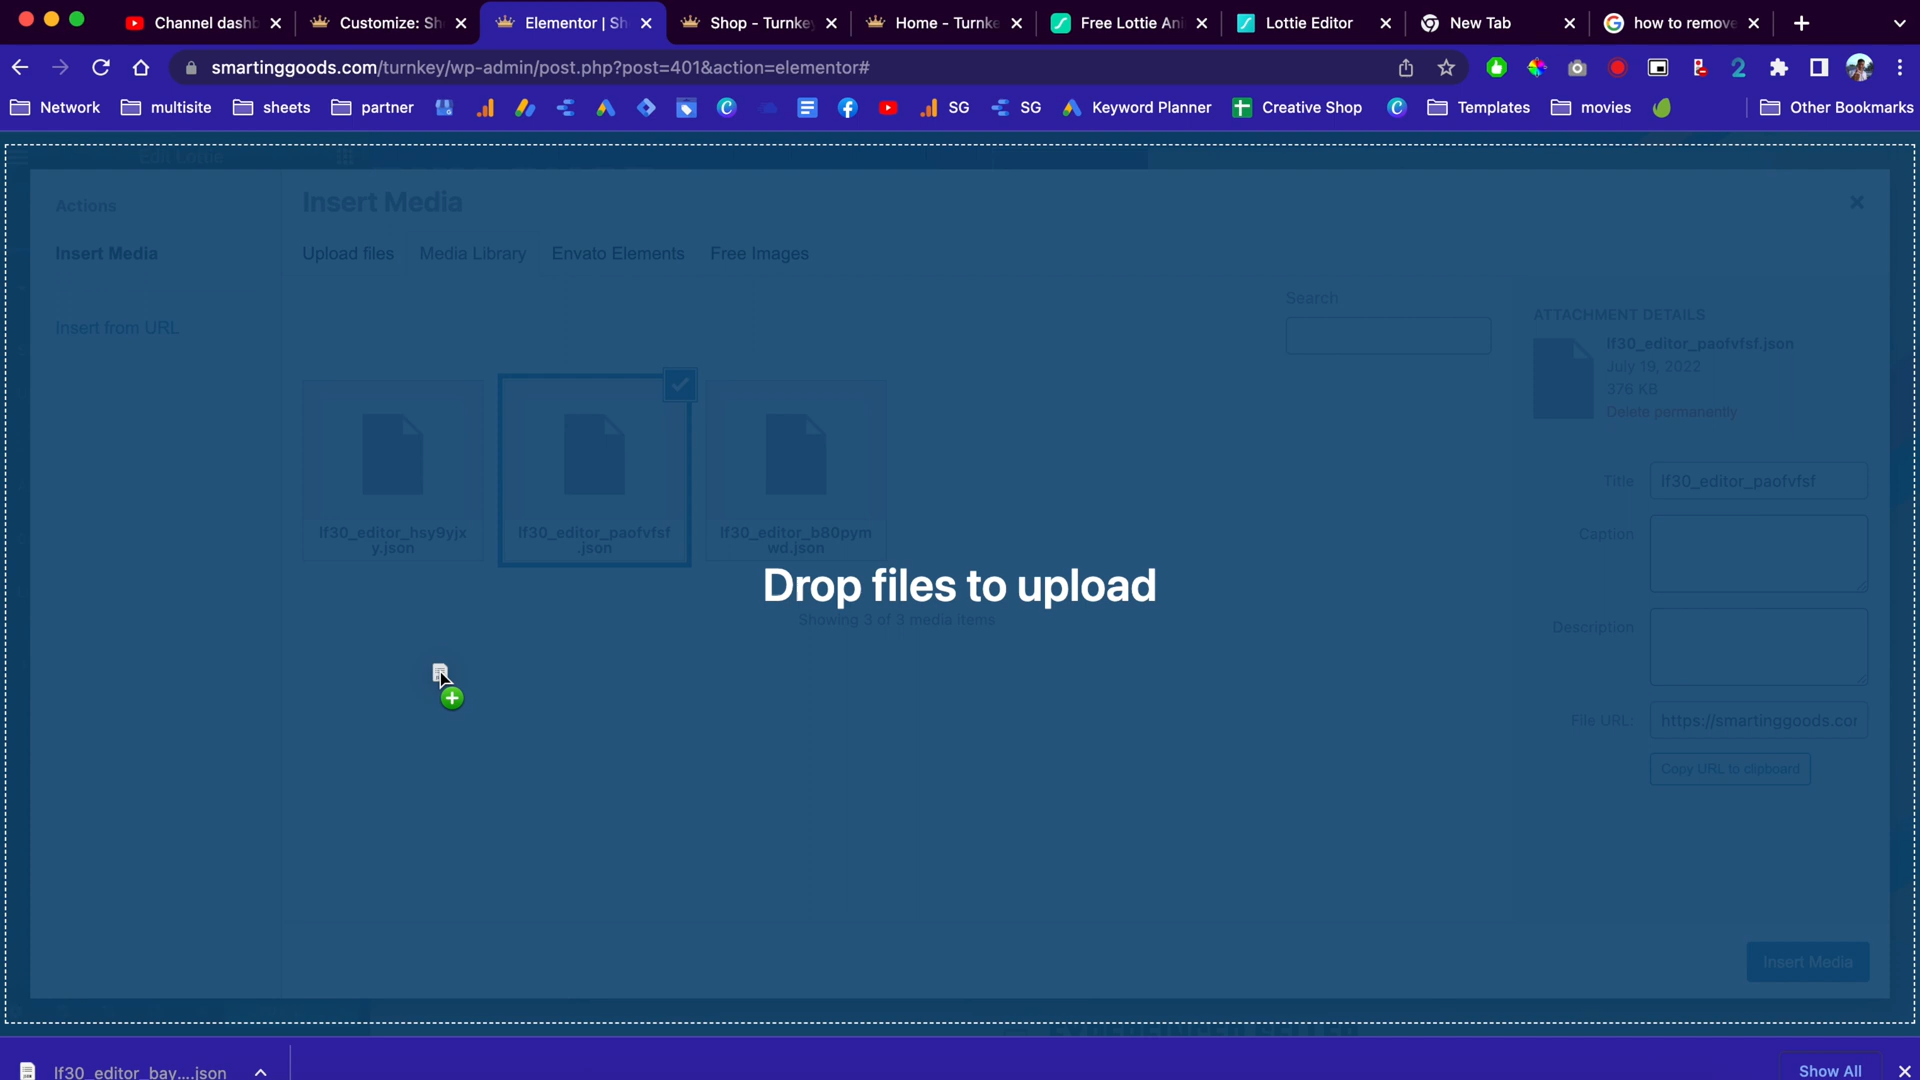 Channel dashb
Customize: Sh
Elementor | Sh
Shop - Turnkey
Home - Turnke
Free Lottie Ani
Lottie Editor
New Tab
how to remove
smartinggoods.com/turnkey/wp-admin/post.php?post=401&action=elementor#
2
Network
multisite
sheets
partner
SG
SG
Keyword Planner
Creative Shop
Templates
movies
Other Bookmarks
Edit Lottie
Actions
Insert Media
Insert from URL
Insert Media
Upload files
Media Library
Envato Elements
Free Images
Search
lf30_editor_hsy9yjx
y.json
lf30_editor_paofvfsf
.json
lf30_editor_b80pym
wd.json
Drop files to upload
Showing 3 of 3 media items
ATTACHMENT DETAILS
lf30_editor_paofvfsf.json
July 19, 2022
376 KB
Delete permanently
Title
lf30_editor_paofvfsf
Caption
Description
File URL:
https://smartinggoods.cor
Copy URL to clipboard
Insert Media
lf30_editor_bay....json
Show All